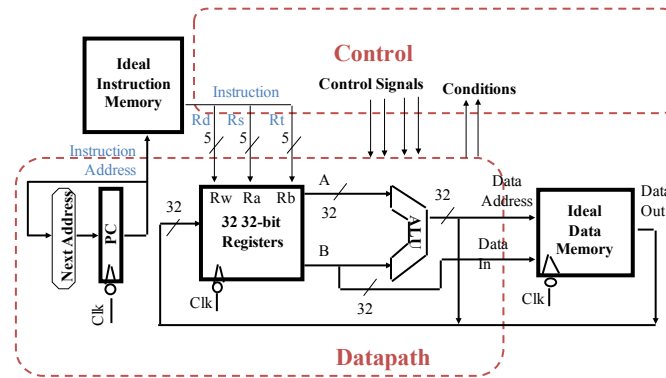 Control
Ideal
Instruction
Memory
Instruction
Control Signals
Conditions
Rd
Rs
Rt
5
5
5
Instruction
Address
Rw
Ra
Rb
32 32-bit
Registers
A
32
B
32
32
ALU
32
Next Address
PC
Clk
Clk
Data
Address
Data
In
Ideal
Data
Memory
Clk
Data
Out
Datapath